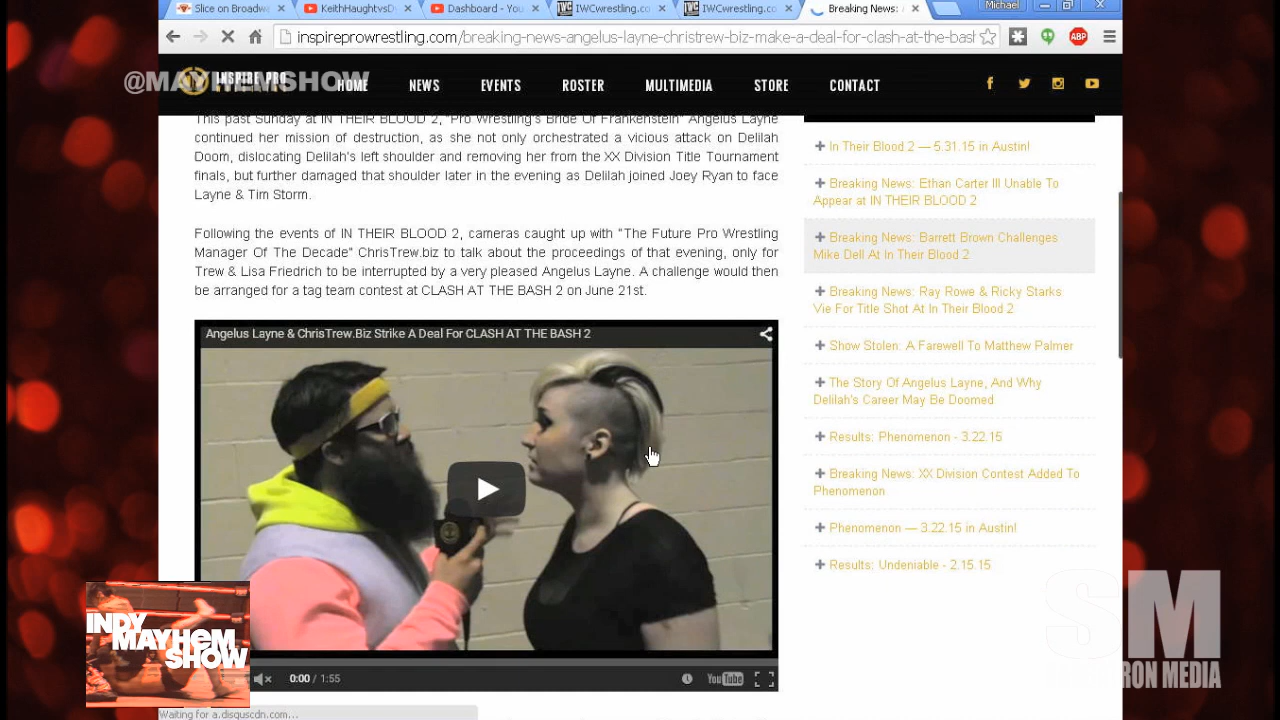 Slice on Broadw
KeithHaughtvsD
Dashboard - You
IWCwrestling.co
IWCwrestling.co
Breaking News: A
Michael
inspireprowrestling.com/breaking-news-angelus-layne-christrew-biz-make-a-deal-for-clash-at-the-bash
ABP
@MAYHEMSHOW
INSPIRE PRO
HOME
NEWS
EVENTS
ROSTER
MULTIMEDIA
STORE
CONTACT
This past Sunday at IN THEIR BLOOD 2, "Pro Wrestling's Bride Of Frankenstein" Angelus Layne
continued her mission of destruction, as she not only orchestrated a vicious attack on Delilah
Doom, dislocating Delilah's left shoulder and removing her from the XX Division Title Tournament
finals, but further damaged that shoulder later in the evening as Delilah joined Joey Ryan to face
Layne & Tim Storm.
Following the events of IN THEIR BLOOD 2, cameras caught up with "The Future Pro Wrestling
Manager Of The Decade" ChrisTrew.biz to talk about the proceedings of that evening, only for
Trew & Lisa Friedrich to be interrupted by a very pleased Angelus Layne. A challenge would then
be arranged for a tag team contest at CLASH AT THE BASH 2 on June 21st.
Angelus Layne & ChrisTrew.Biz Strike A Deal For CLASH AT THE BASH 2
0:00 / 1:55
YouTube
In Their Blood 2 — 5.31.15 in Austin!
Breaking News: Ethan Carter III Unable To
Appear at IN THEIR BLOOD 2
Breaking News: Barrett Brown Challenges
Mike Dell At In Their Blood 2
Breaking News: Ray Rowe & Ricky Starks
Vie For Title Shot At In Their Blood 2
Show Stolen: A Farewell To Matthew Palmer
The Story Of Angelus Layne, And Why
Delilah's Career May Be Doomed
Results: Phenomenon - 3.22.15
Breaking News: XX Division Contest Added To
Phenomenon
Phenomenon — 3.22.15 in Austin!
Results: Undeniable - 2.15.15
INDY
MAYHEM
SHOW
SM
RON MEDIA
Waiting for a.disquscdn.com...